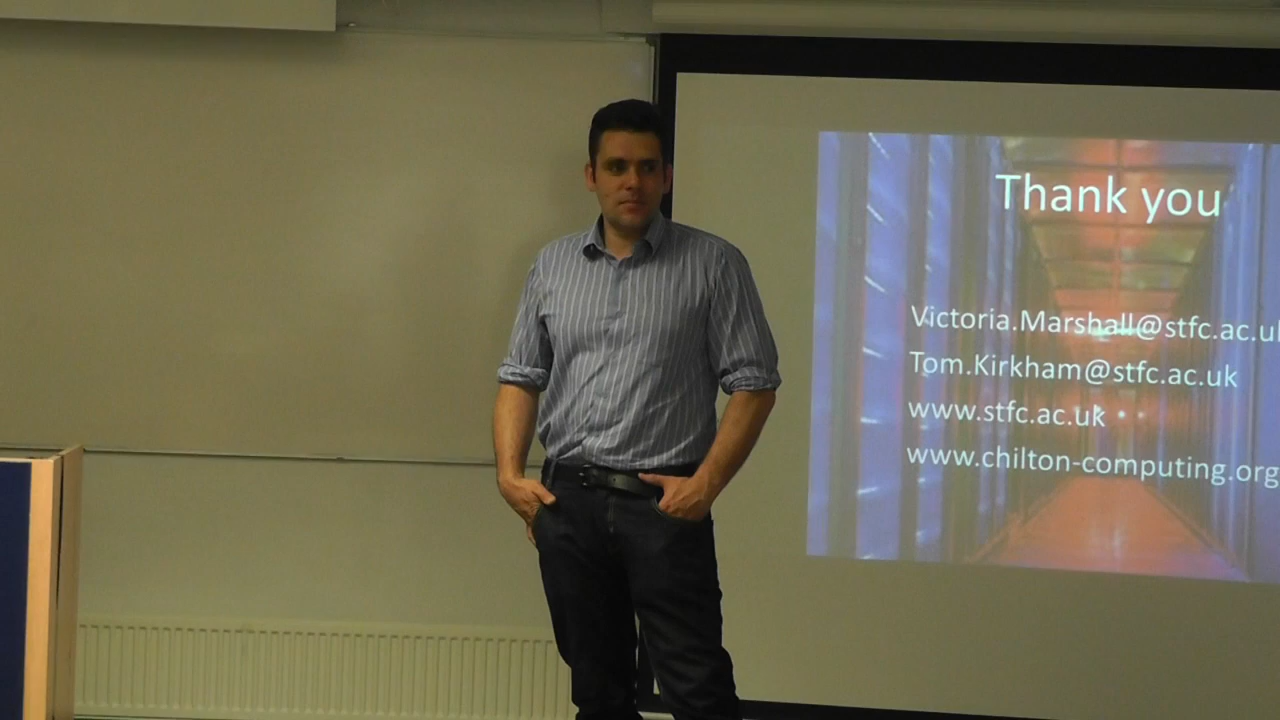 Thank you
Victoria.Marshall@stfc.ac.u
Tom.Kirkham@stfc.ac.uk
www.stfc.ac.uk
www.chilton-computing.org